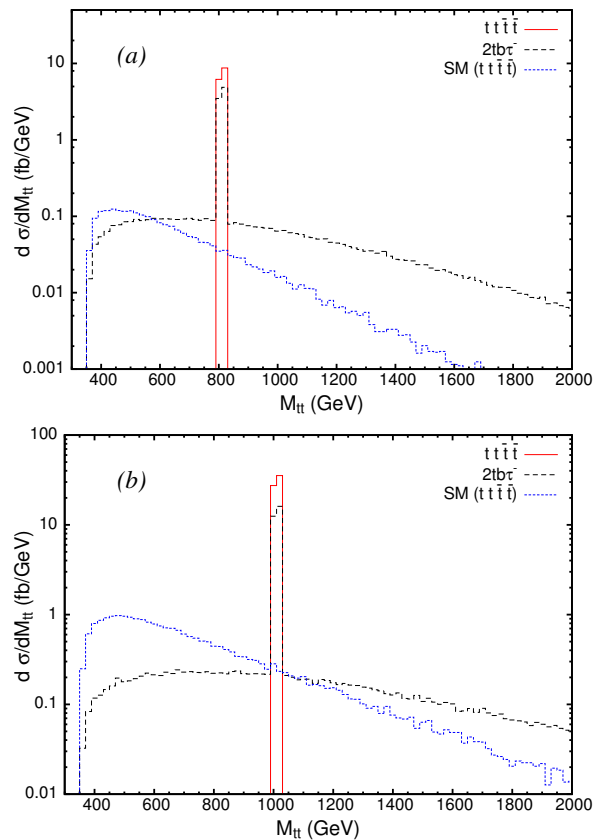 (a)
t t t̄ t̄
2tbτ⁻
SM (t t t̄ t̄)
d σ/dM_tt (fb/GeV)
10
1
0.1
0.01
0.001
400 600 800 1000 1200 1400 1600 1800 2000
M_tt (GeV)
(b)
t t t̄ t̄
2tbτ⁻
SM (t t t̄ t̄)
d σ/dM_tt (fb/GeV)
100
10
1
0.1
0.01
400 600 800 1000 1200 1400 1600 1800 2000
M_tt (GeV)